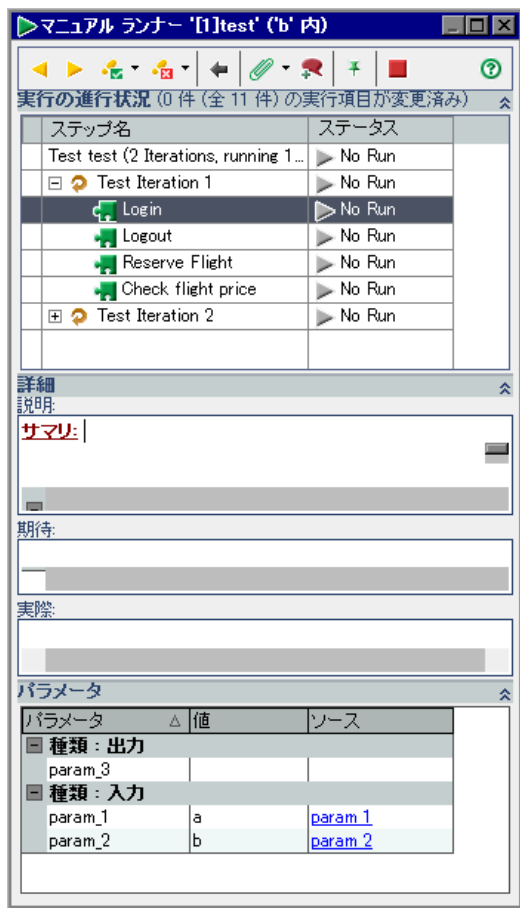 マニュアル ランナー '[1]test' ('b' 内)
実行の進行状況 (0 件 (全 11 件) の実行項目が変更済み)
ステップ名 ステータス
Test test (2 Iterations, running 1... No Run
Test Iteration 1 No Run
Login No Run
Logout No Run
Reserve Flight No Run
Check flight price No Run
Test Iteration 2 No Run
詳細
説明:
サマリ:
期待:
実際:
パラメータ
パラメータ 値 ソース
種類 : 出力
param_3
種類 : 入力
param_1 a param 1
param_2 b param 2